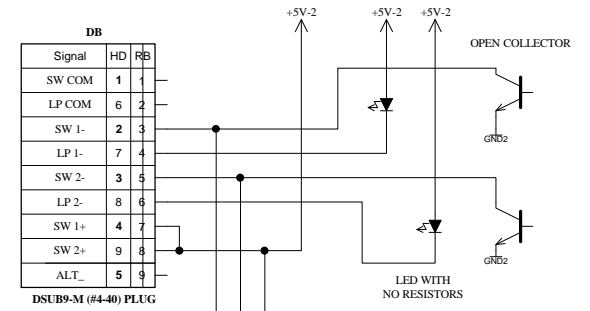 +5V-2 +5V-2 +5V-2
DB
OPEN COLLECTOR
Signal HD RB
SW COM 1 1
LP COM 6 2
SW 1- 2 3
GND2
LP 1- 7 4
SW 2- 3 5
LP 2- 8 6
SW 1+ 4 7
SW 2+ 9 8
GND2
ALT_ 5 9
LED WITH
NO RESISTORS
DSUB9-M (#4-40) PLUG